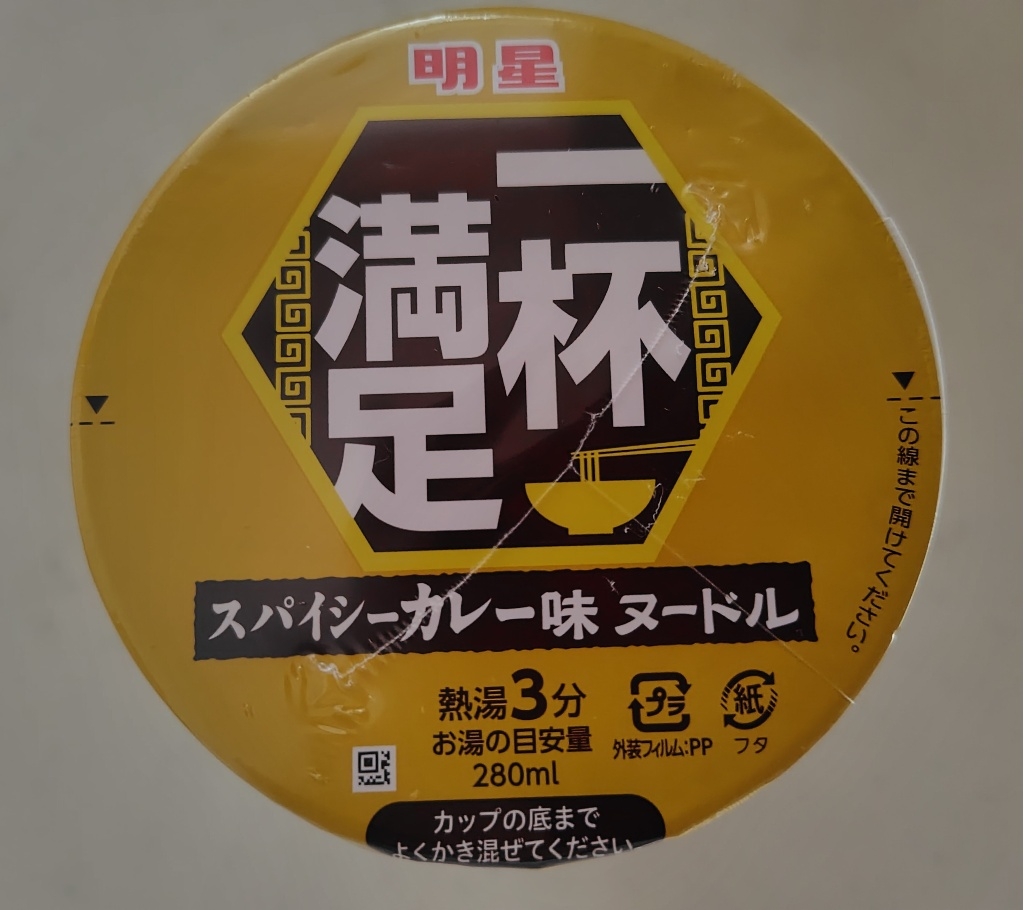 明星
一杯
満足
スパイシーカレー味 ヌードル
熱湯3分
お湯の目安量
280ml
プラ
外装フィルム:PP
紙
フタ
カップの底まで
よくかき混ぜてください
この線まで開けてください。